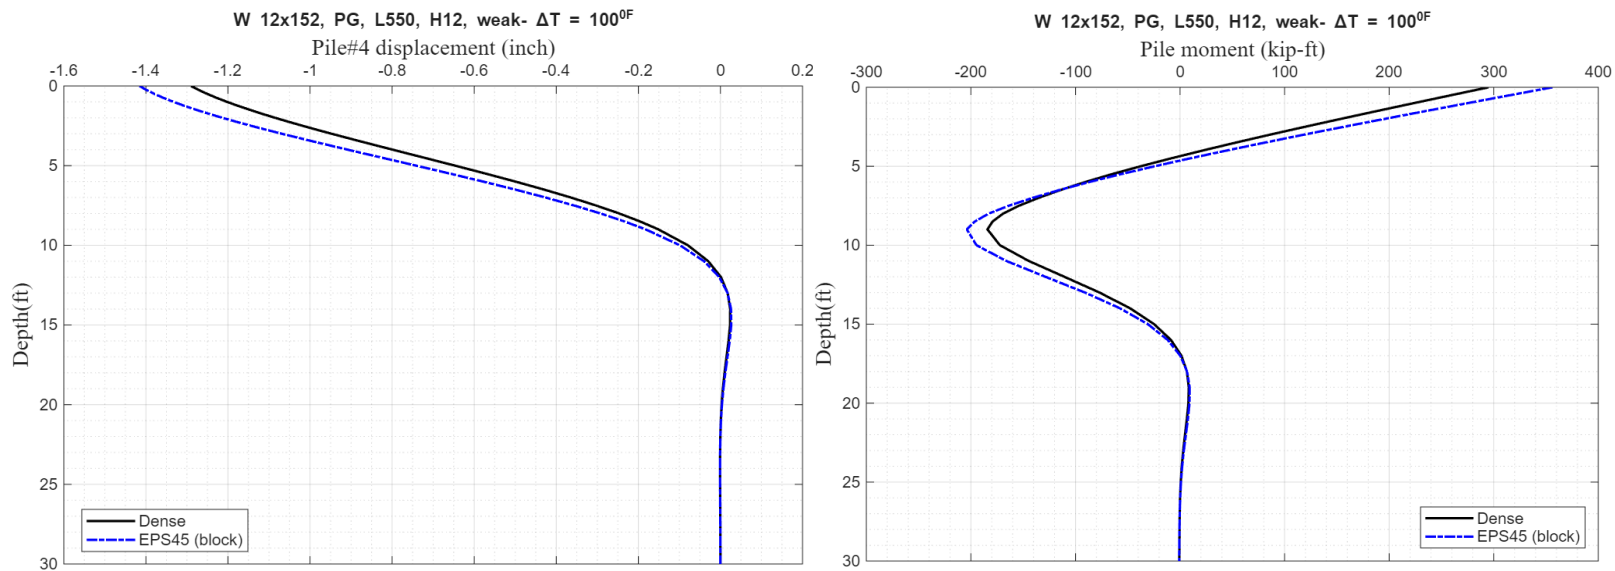 W 12x152, PG, L550, H12, weak- ΔT = 100⁰F
Pile#4 displacement (inch)
-1.6 -1.4 -1.2 -1 -0.8 -0.6 -0.4 -0.2 0 0.2
0
5
10
15
20
25
30
Depth(ft)
Dense
EPS45 (block)
W 12x152, PG, L550, H12, weak- ΔT = 100⁰F
Pile moment (kip-ft)
-300 -200 -100 0 100 200 300 400
0
5
10
15
20
25
30
Depth(ft)
Dense
EPS45 (block)